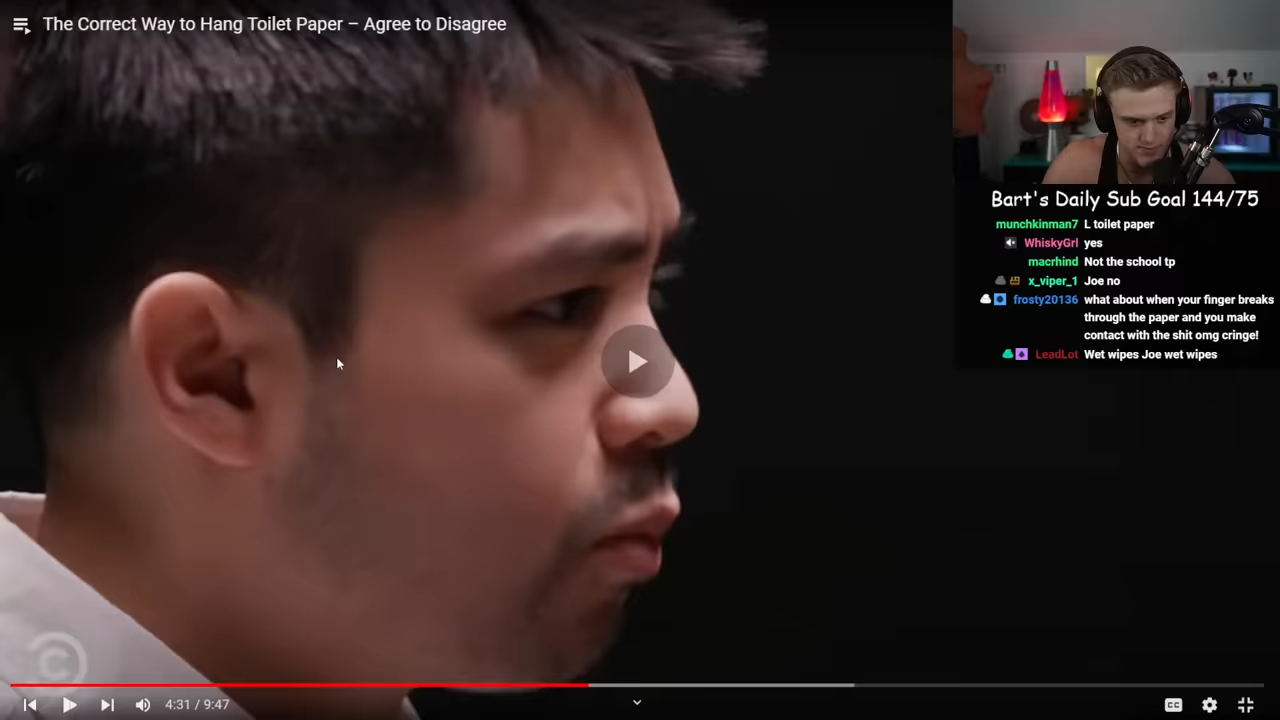 The Correct Way to Hang Toilet Paper – Agree to Disagree
Bart's Daily Sub Goal 144/75
munchkinman7 L toilet paper
WhiskyGrl yes
macrhind Not the school tp
x_viper_1 Joe no
frosty20136 what about when your finger breaks
through the paper and you make
contact with the shit omg cringe!
LeadLot Wet wipes Joe wet wipes
4:31 / 9:47
CC